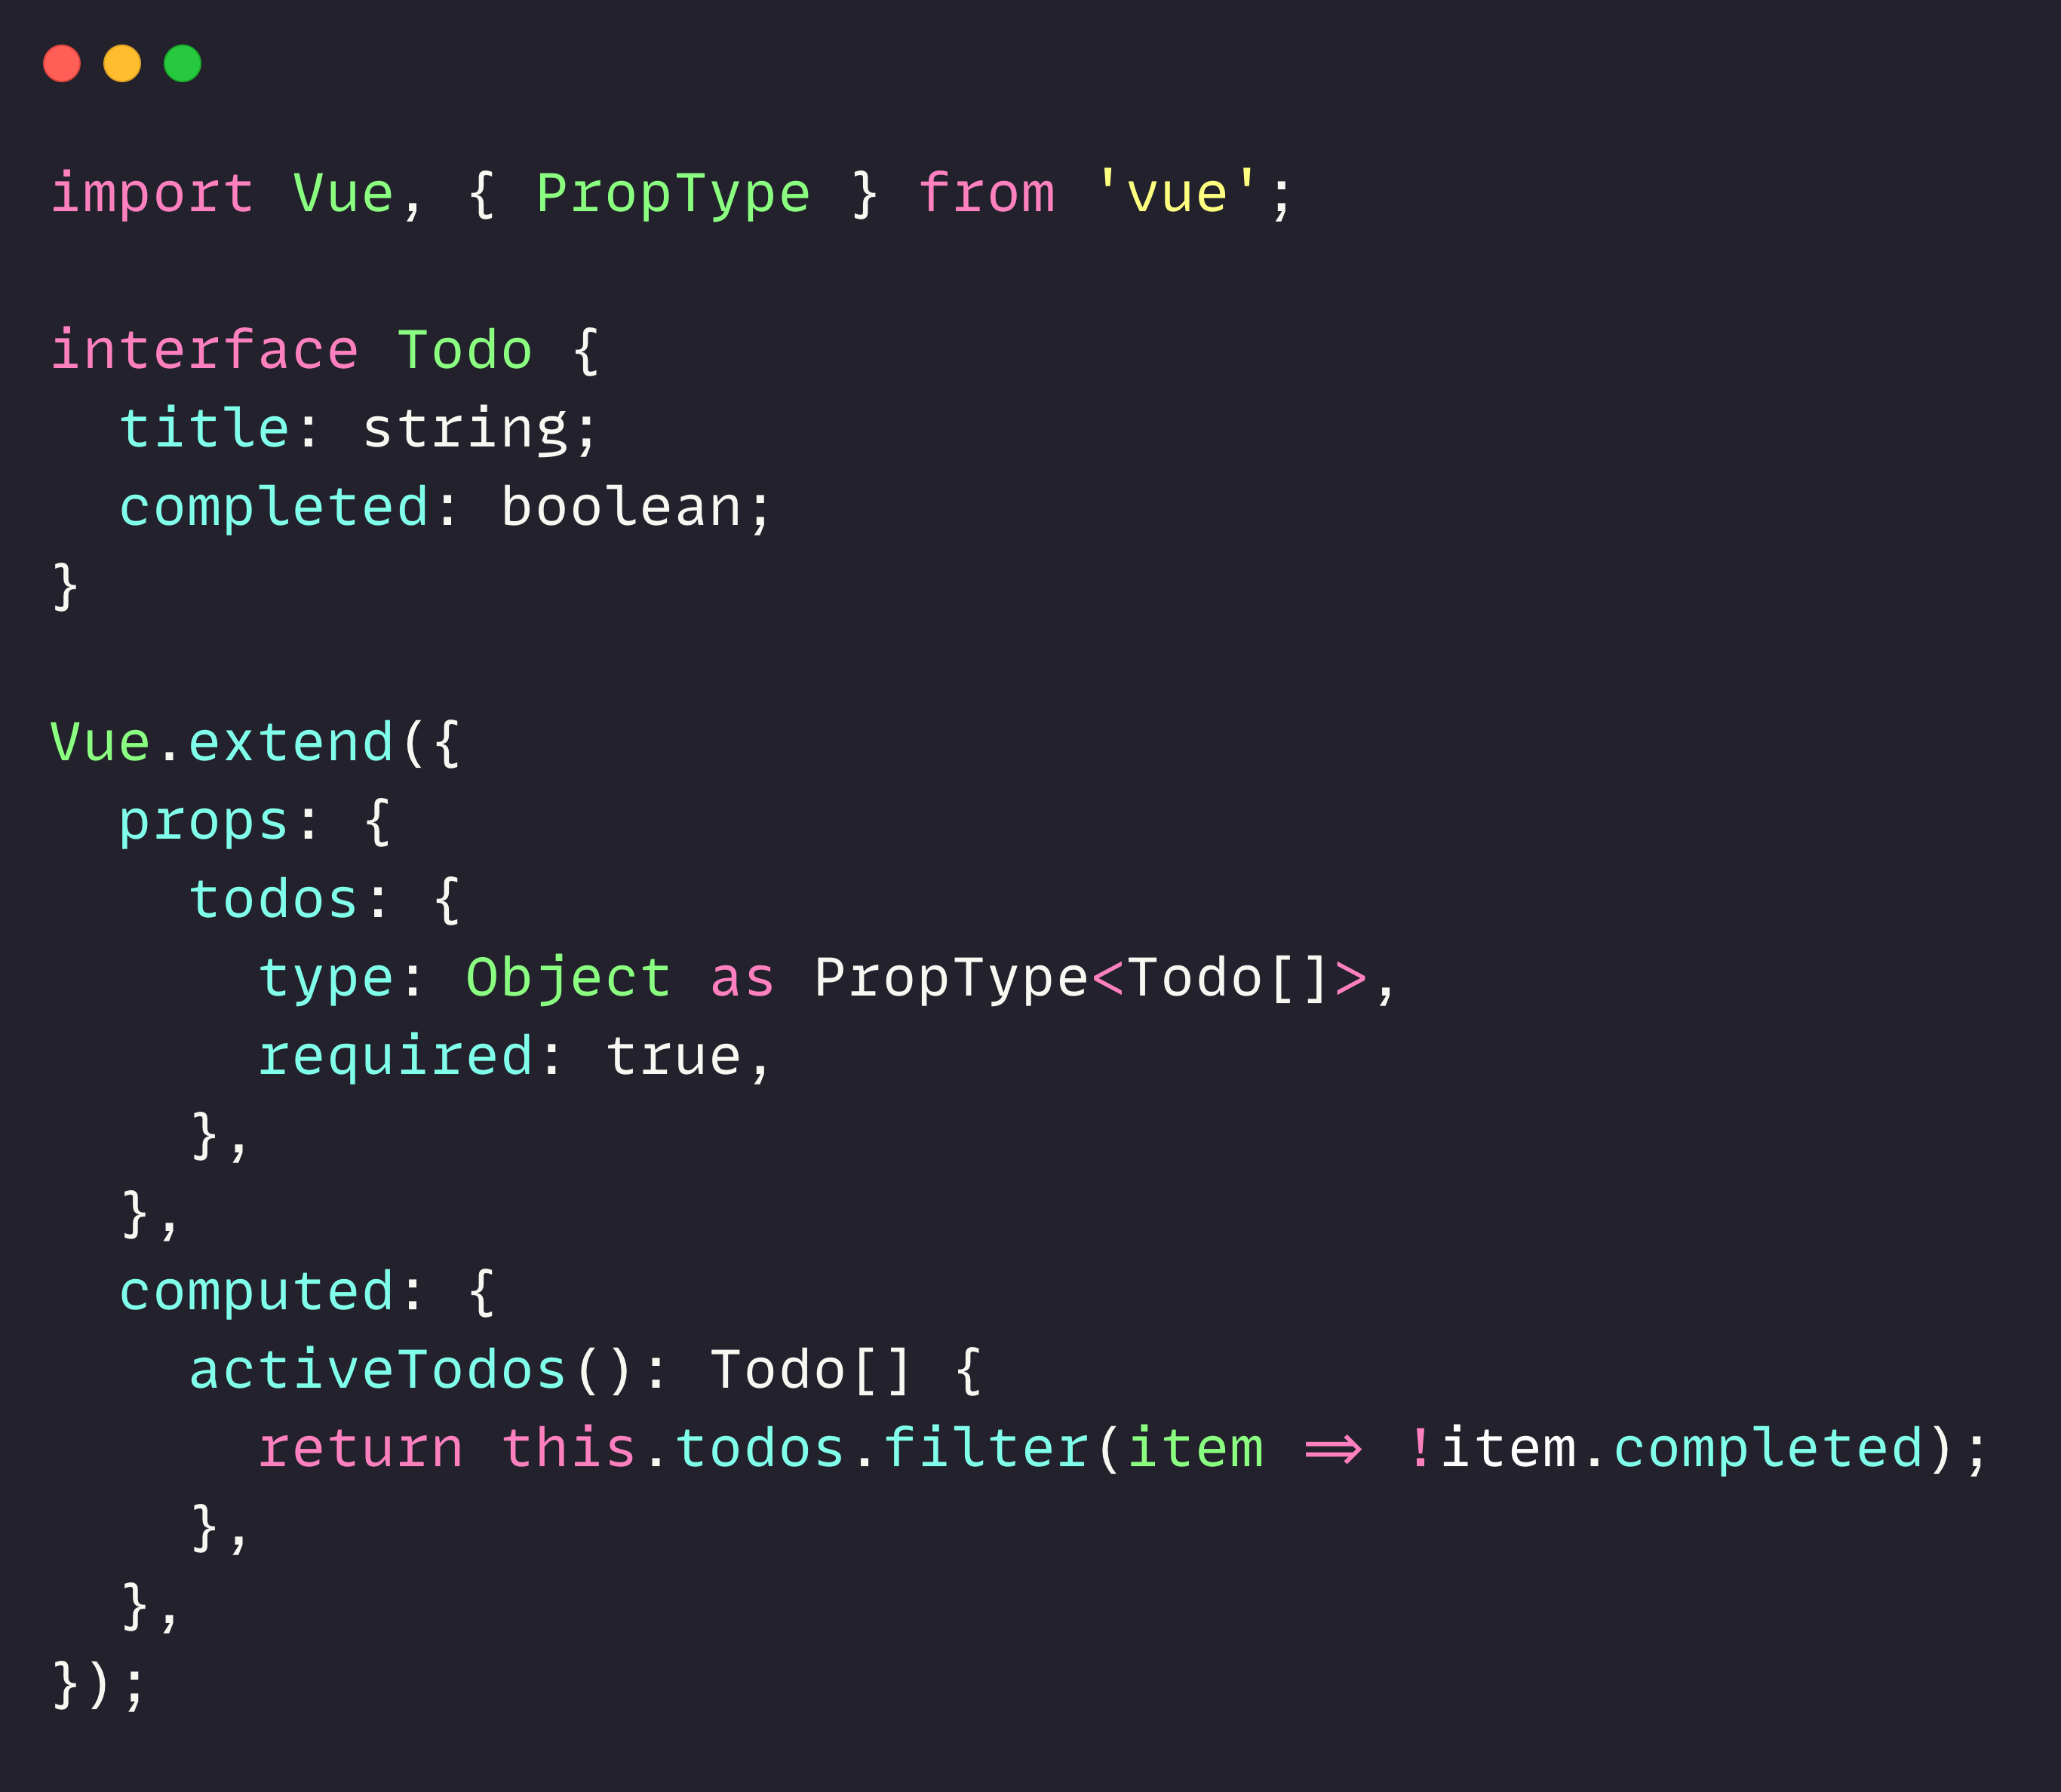 import Vue, { PropType } from 'vue';
interface Todo {
  title: string;
  completed: boolean;
}
Vue.extend({
  props: {
    todos: {
      type: Object as PropType<Todo[]>,
      required: true,
    },
  },
  computed: {
    activeTodos(): Todo[] {
      return this.todos.filter(item => !item.completed);
    },
  },
});